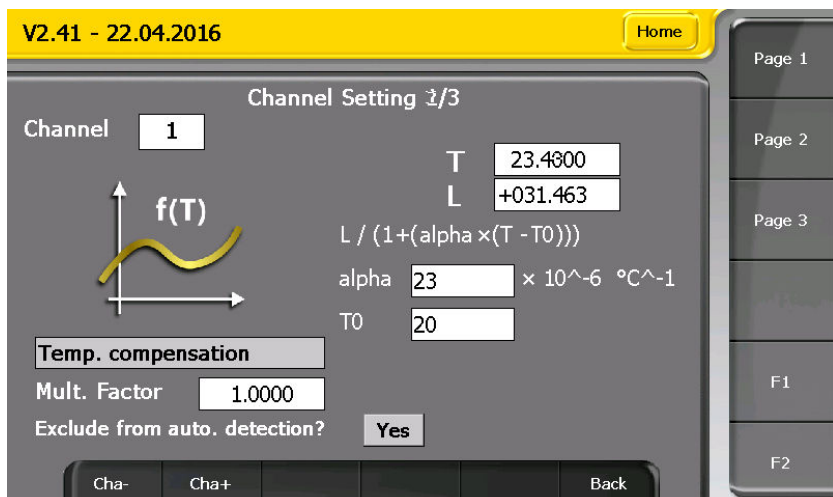 V2.41 - 22.04.2016
Home
Page 1
Channel Setting /3
Channel 1
Page 2
T
L +031.463
f(T)
Page 3
L / (1+(alpha ×(T - T0)))
alpha 23 × 10^-6 °C^-1
T0 20
Temp. compensation
Mult. Factor 1.0000
F1
Exclude from auto. detection? Yes
F2
Cha- Cha+ Back